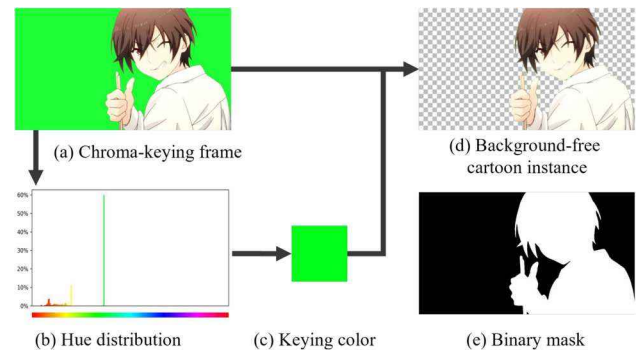 (a) Chroma-keying frame
(d) Background-free
cartoon instance
60%
50%
40%
30%
20%
10%
0%
(b) Hue distribution
(c) Keying color
(e) Binary mask